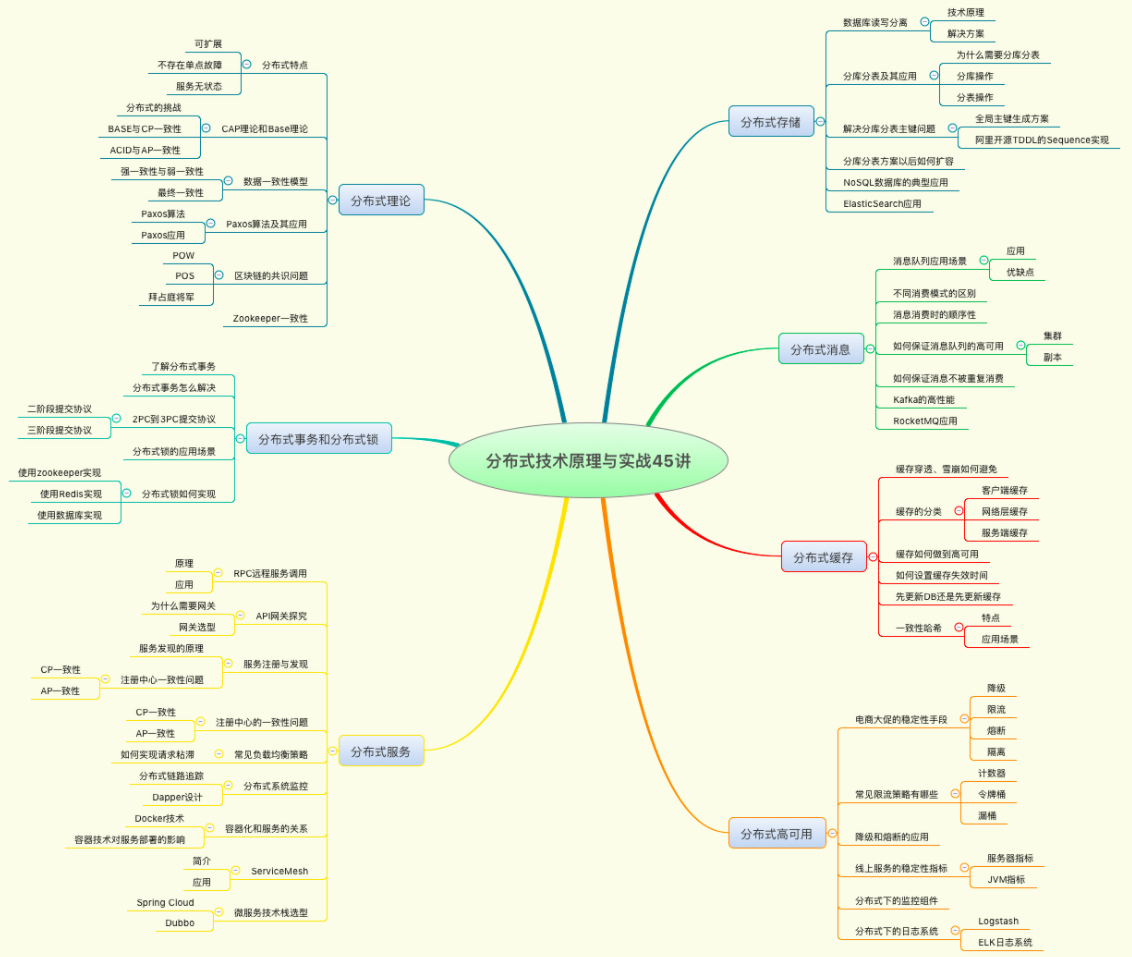 分布式技术原理与实战45讲
分布式理论
分布式特点
可扩展
不存在单点故障
服务无状态
CAP理论和Base理论
分布式的挑战
BASE与CP一致性
ACID与AP一致性
数据一致性模型
强一致性与弱一致性
最终一致性
Paxos算法及其应用
Paxos算法
Paxos应用
区块链的共识问题
POW
POS
拜占庭将军
Zookeeper一致性
分布式事务和分布式锁
了解分布式事务
分布式事务怎么解决
2PC到3PC提交协议
二阶段提交协议
三阶段提交协议
分布式锁的应用场景
分布式锁如何实现
使用zookeeper实现
使用Redis实现
使用数据库实现
分布式服务
RPC远程服务调用
原理
应用
API网关探究
为什么需要网关
网关选型
服务注册与发现
服务发现的原理
注册中心一致性问题
CP一致性
AP一致性
注册中心的一致性问题
CP一致性
AP一致性
常见负载均衡策略
如何实现请求粘滞
分布式系统监控
分布式链路追踪
Dapper设计
容器化和服务的关系
Docker技术
容器技术对服务部署的影响
ServiceMesh
简介
应用
微服务技术栈选型
Spring Cloud
Dubbo
分布式存储
数据库读写分离
技术原理
解决方案
分库分表及其应用
为什么需要分库分表
分库操作
分表操作
解决分库分表主键问题
全局主键生成方案
阿里开源TDDL的Sequence实现
分库分表方案以后如何扩容
NoSQL数据库的典型应用
ElasticSearch应用
分布式消息
消息队列应用场景
应用
优缺点
不同消费模式的区别
消息消费时的顺序性
如何保证消息队列的高可用
集群
副本
如何保证消息不被重复消费
Kafka的高性能
RocketMQ应用
分布式缓存
缓存穿透、雪崩如何避免
缓存的分类
客户端缓存
网络层缓存
服务端缓存
缓存如何做到高可用
如何设置缓存失效时间
先更新DB还是先更新缓存
一致性哈希
特点
应用场景
分布式高可用
电商大促的稳定性手段
降级
限流
熔断
隔离
常见限流策略有哪些
计数器
令牌桶
漏桶
降级和熔断的应用
线上服务的稳定性指标
服务器指标
JVM指标
分布式下的监控组件
分布式下的日志系统
Logstash
ELK日志系统